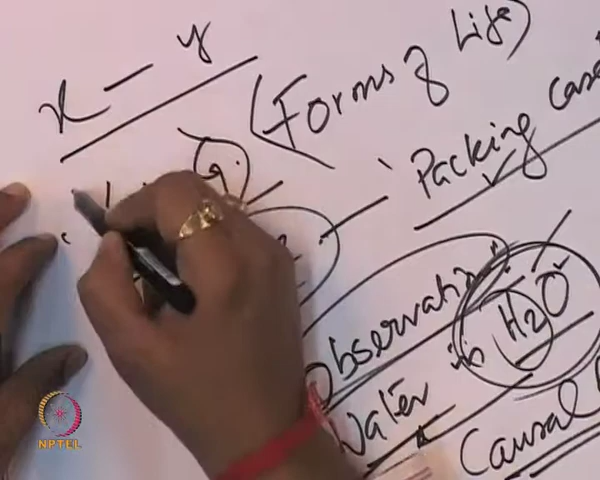 x — y
(Forms of Life)
Packing Case
Observation
Water is H2O
Causal
NPTEL